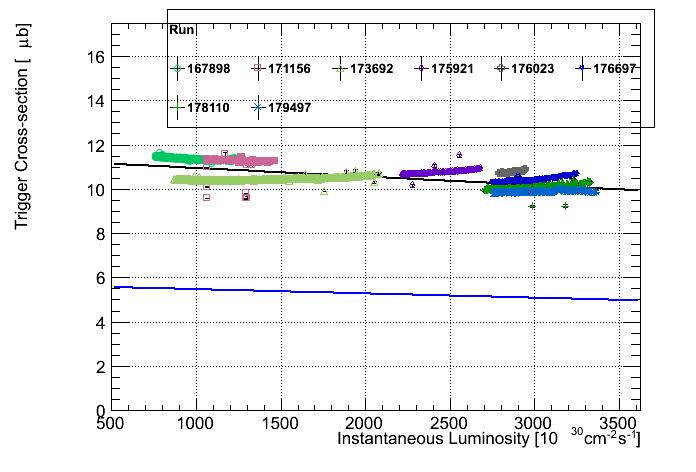 Run
167898 171156 173692 175921 176023 176697
178110 179497
Trigger Cross-section [ μb]
16
14
12
10
8
6
4
2
0
500 1000 1500 2000 2500 3000 3500
Instantaneous Luminosity [10 30cm-2s-1]